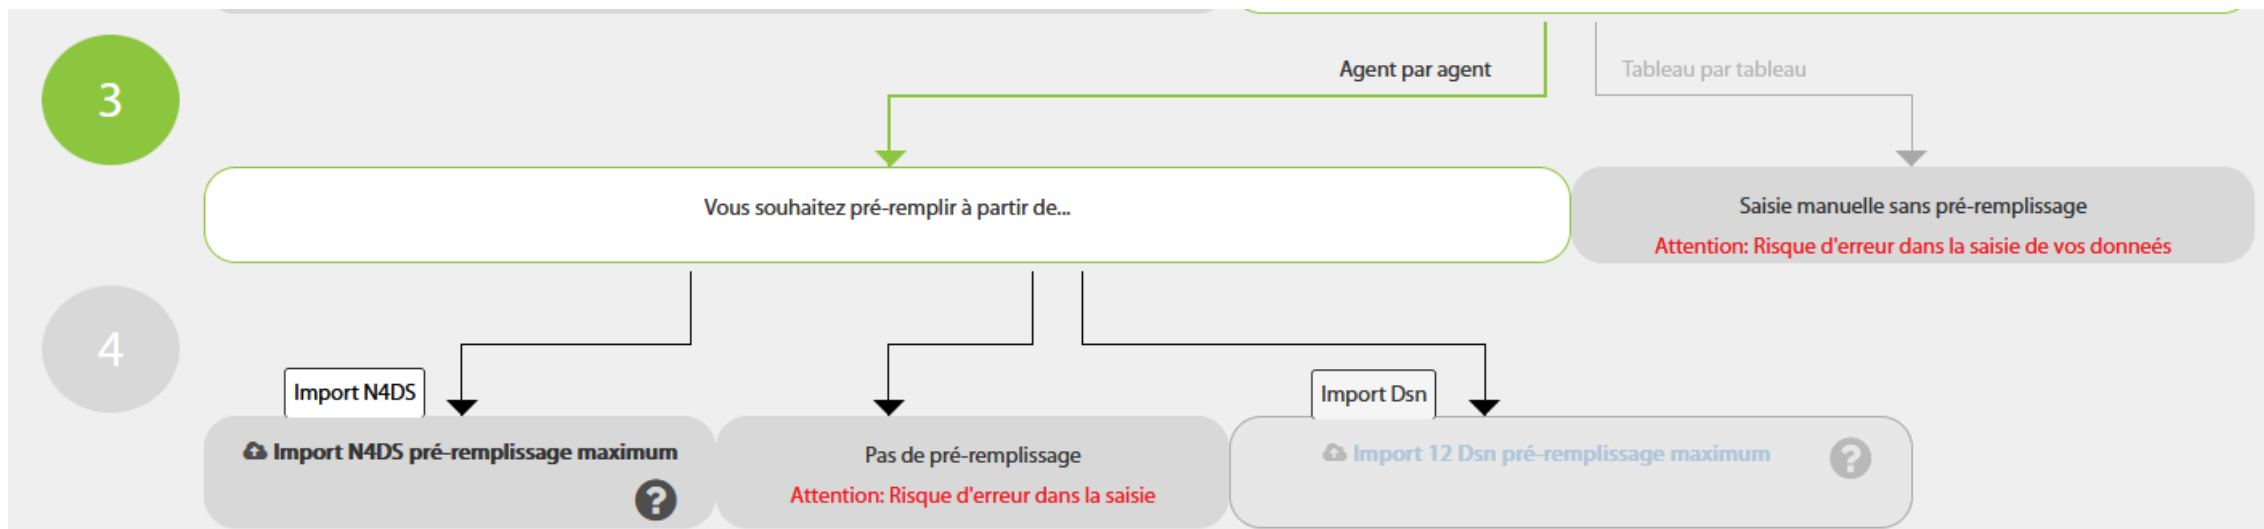 3
Agent par agent
Tableau par tableau
Vous souhaitez pré-remplir à partir de...
Saisie manuelle sans pré-remplissage
Attention: Risque d'erreur dans la saisie de vos donneés
4
Import N4DS
Import Dsn
Import N4DS pré-remplissage maximum
?
Pas de pré-remplissage
Attention: Risque d'erreur dans la saisie
Import 12 Dsn pré-remplissage maximum
?